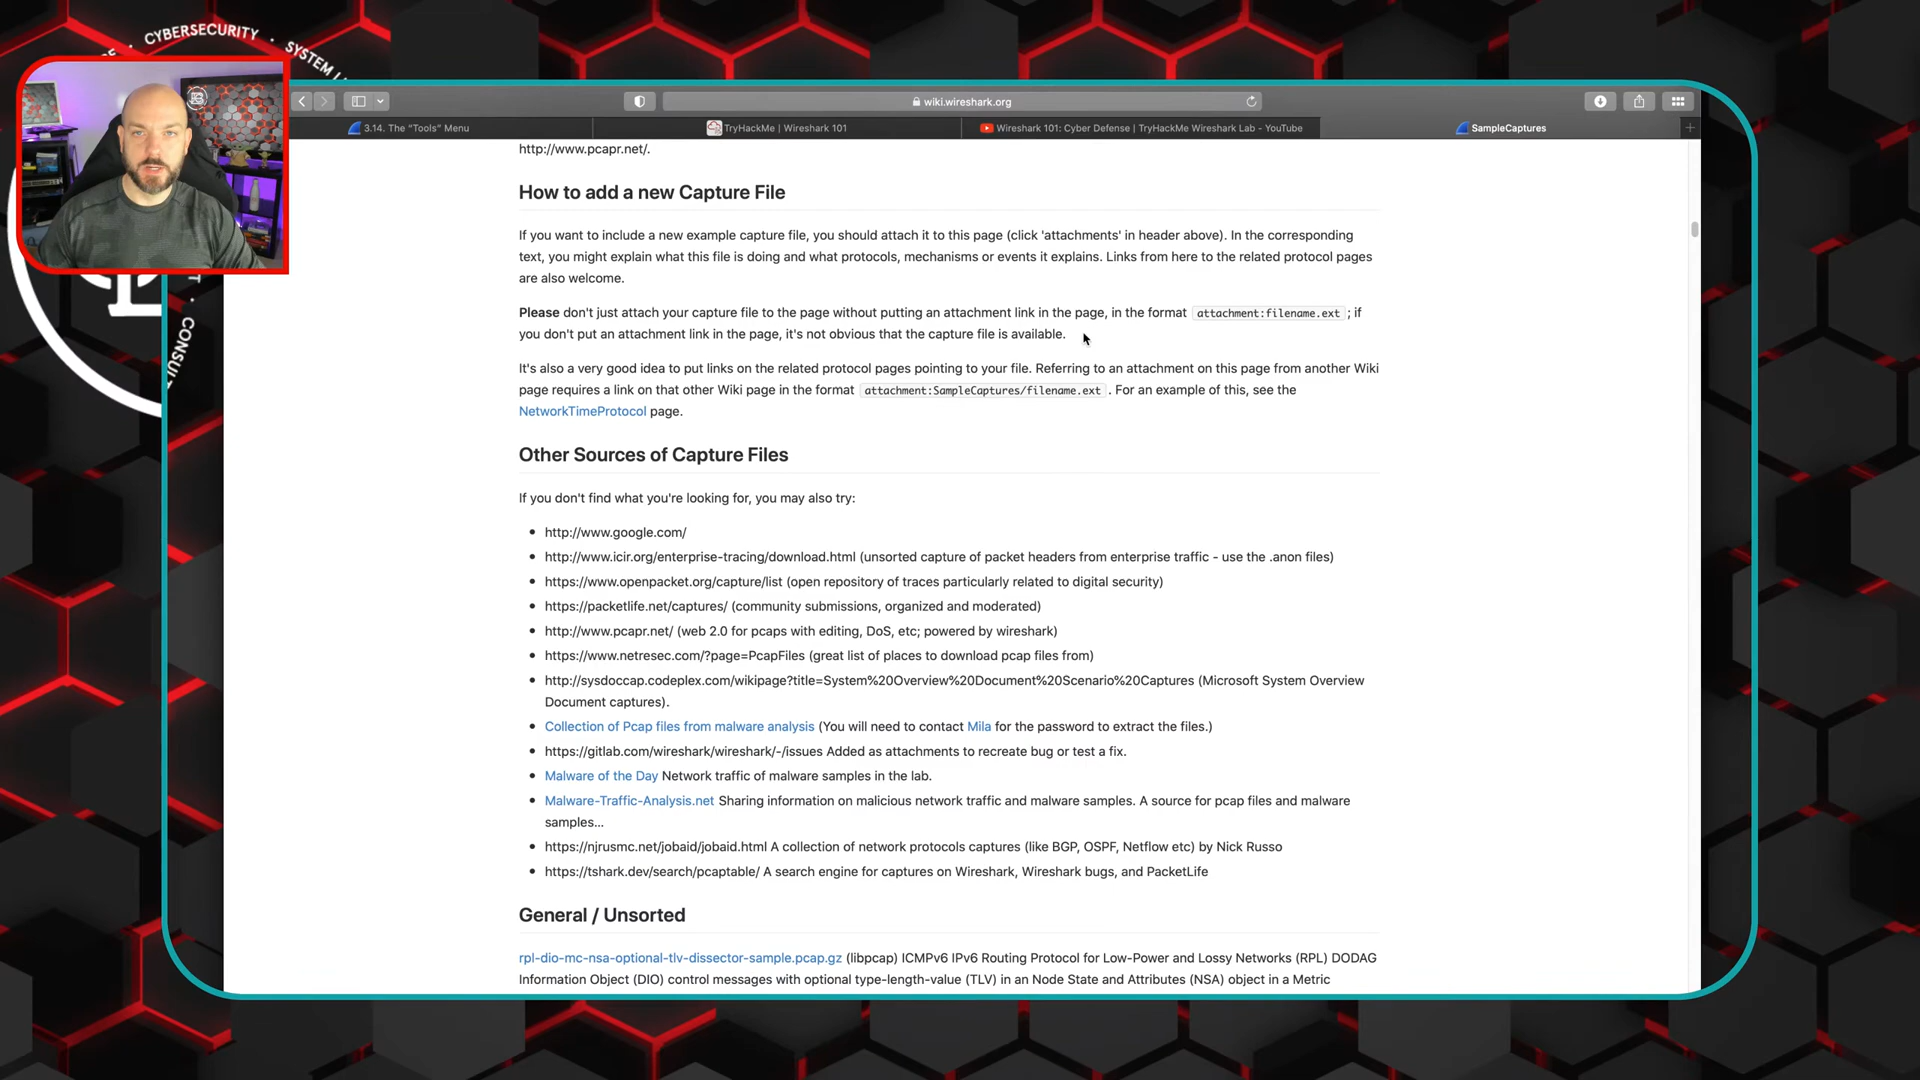 CYBERSECURITY · SYSTEM
CONSULT
wiki.wireshark.org
3.14. The "Tools" Menu
TryHackMe | Wireshark 101
Wireshark 101: Cyber Defense | TryHackMe Wireshark Lab - YouTube
SampleCaptures
http://www.pcapr.net/.
How to add a new Capture File
If you want to include a new example capture file, you should attach it to this page (click 'attachments' in header above). In the corresponding
text, you might explain what this file is doing and what protocols, mechanisms or events it explains. Links from here to the related protocol pages
are also welcome.
Please don't just attach your capture file to the page without putting an attachment link in the page, in the format attachment:filename.ext ; if
you don't put an attachment link in the page, it's not obvious that the capture file is available.
It's also a very good idea to put links on the related protocol pages pointing to your file. Referring to an attachment on this page from another Wiki
page requires a link on that other Wiki page in the format attachment:SampleCaptures/filename.ext . For an example of this, see the
NetworkTimeProtocol page.
Other Sources of Capture Files
If you don't find what you're looking for, you may also try:
• http://www.google.com/
• http://www.icir.org/enterprise-tracing/download.html (unsorted capture of packet headers from enterprise traffic - use the .anon files)
• https://www.openpacket.org/capture/list (open repository of traces particularly related to digital security)
• https://packetlife.net/captures/ (community submissions, organized and moderated)
• http://www.pcapr.net/ (web 2.0 for pcaps with editing, DoS, etc; powered by wireshark)
• https://www.netresec.com/?page=PcapFiles (great list of places to download pcap files from)
• http://sysdoccap.codeplex.com/wikipage?title=System%20Overview%20Document%20Scenario%20Captures (Microsoft System Overview
Document captures).
• Collection of Pcap files from malware analysis (You will need to contact Mila for the password to extract the files.)
• https://gitlab.com/wireshark/wireshark/-/issues Added as attachments to recreate bug or test a fix.
• Malware of the Day Network traffic of malware samples in the lab.
• Malware-Traffic-Analysis.net Sharing information on malicious network traffic and malware samples. A source for pcap files and malware
samples...
• https://njrusmc.net/jobaid/jobaid.html A collection of network protocols captures (like BGP, OSPF, Netflow etc) by Nick Russo
• https://tshark.dev/search/pcaptable/ A search engine for captures on Wireshark, Wireshark bugs, and PacketLife
General / Unsorted
rpl-dio-mc-nsa-optional-tlv-dissector-sample.pcap.gz (libpcap) ICMPv6 IPv6 Routing Protocol for Low-Power and Lossy Networks (RPL) DODAG
Information Object (DIO) control messages with optional type-length-value (TLV) in an Node State and Attributes (NSA) object in a Metric